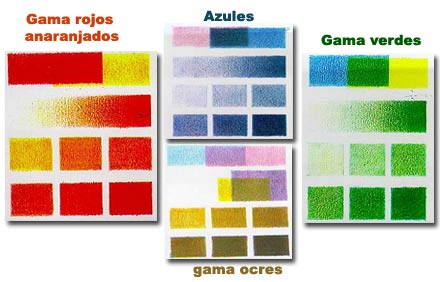 Gama rojos
anaranjados
Azules
Gama verdes
gama ocres